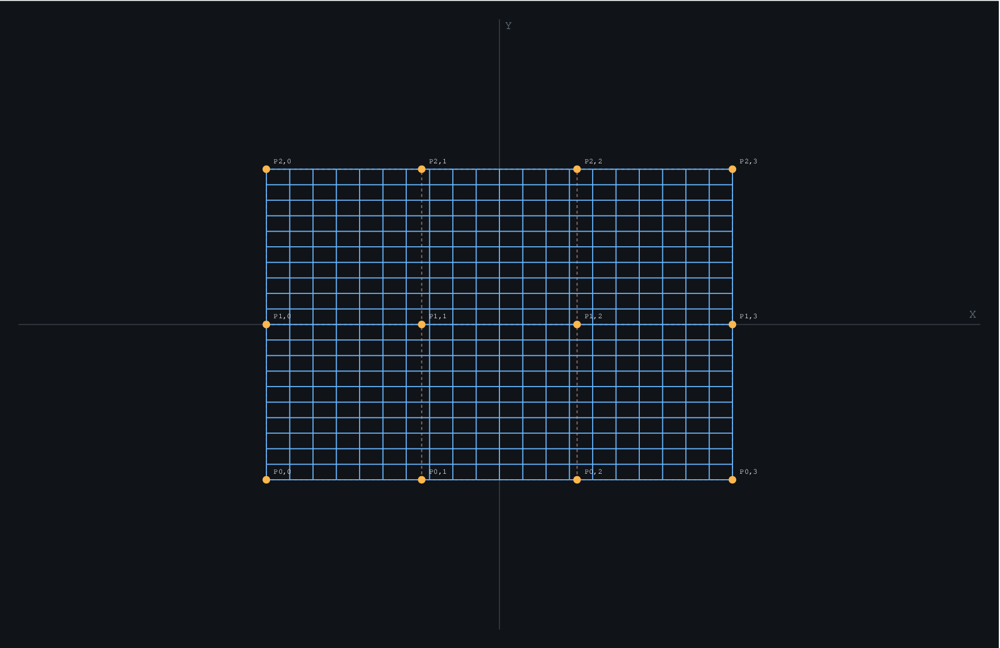 Y
P2,0 P2,1 P2,2 P2,3
X
P1,0 P1,1 P1,2 P1,3
P0,0 P0,1 P0,2 P0,3